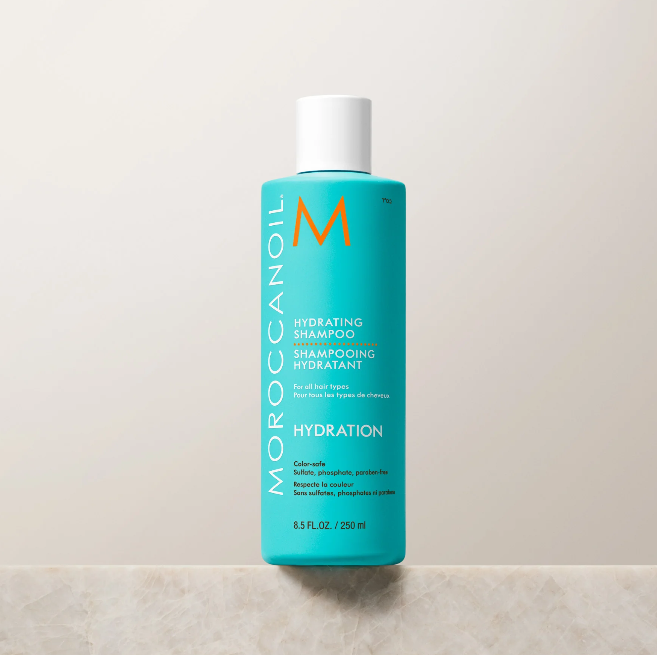 MOROCCANOIL.
M
HYDRATING
SHAMPOO
SHAMPOOING
HYDRATANT
For all hair types
Pour tous les types de cheveux
HYDRATION
Color-safe
Sulfate, phosphate, paraben-free
Respecte la couleur
Sans sulfates, phosphates ni parabens
8.5 FL.OZ. / 250 ml